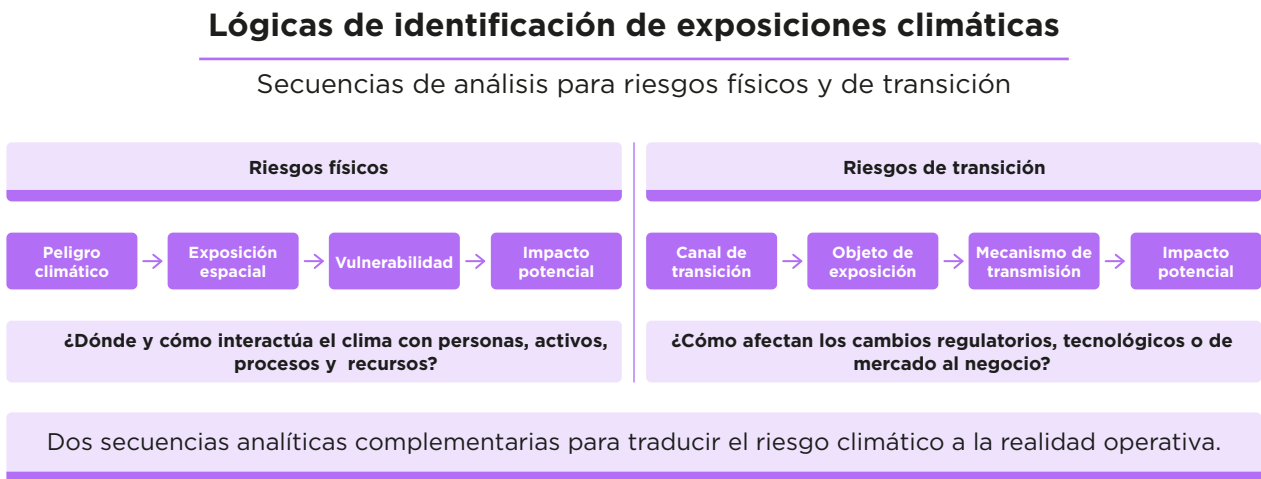 Lógicas de identificación de exposiciones climáticas
Secuencias de análisis para riesgos físicos y de transición
Riesgos físicos
Peligro
climático
Exposición
espacial
Vulnerabilidad
Impacto
potencial
¿Dónde y cómo interactúa el clima con personas, activos,
procesos y recursos?
Riesgos de transición
Canal de
transición
Objeto de
exposición
Mecanismo de
transmisión
Impacto
potencial
¿Cómo afectan los cambios regulatorios, tecnológicos o de
mercado al negocio?
Dos secuencias analíticas complementarias para traducir el riesgo climático a la realidad operativa.